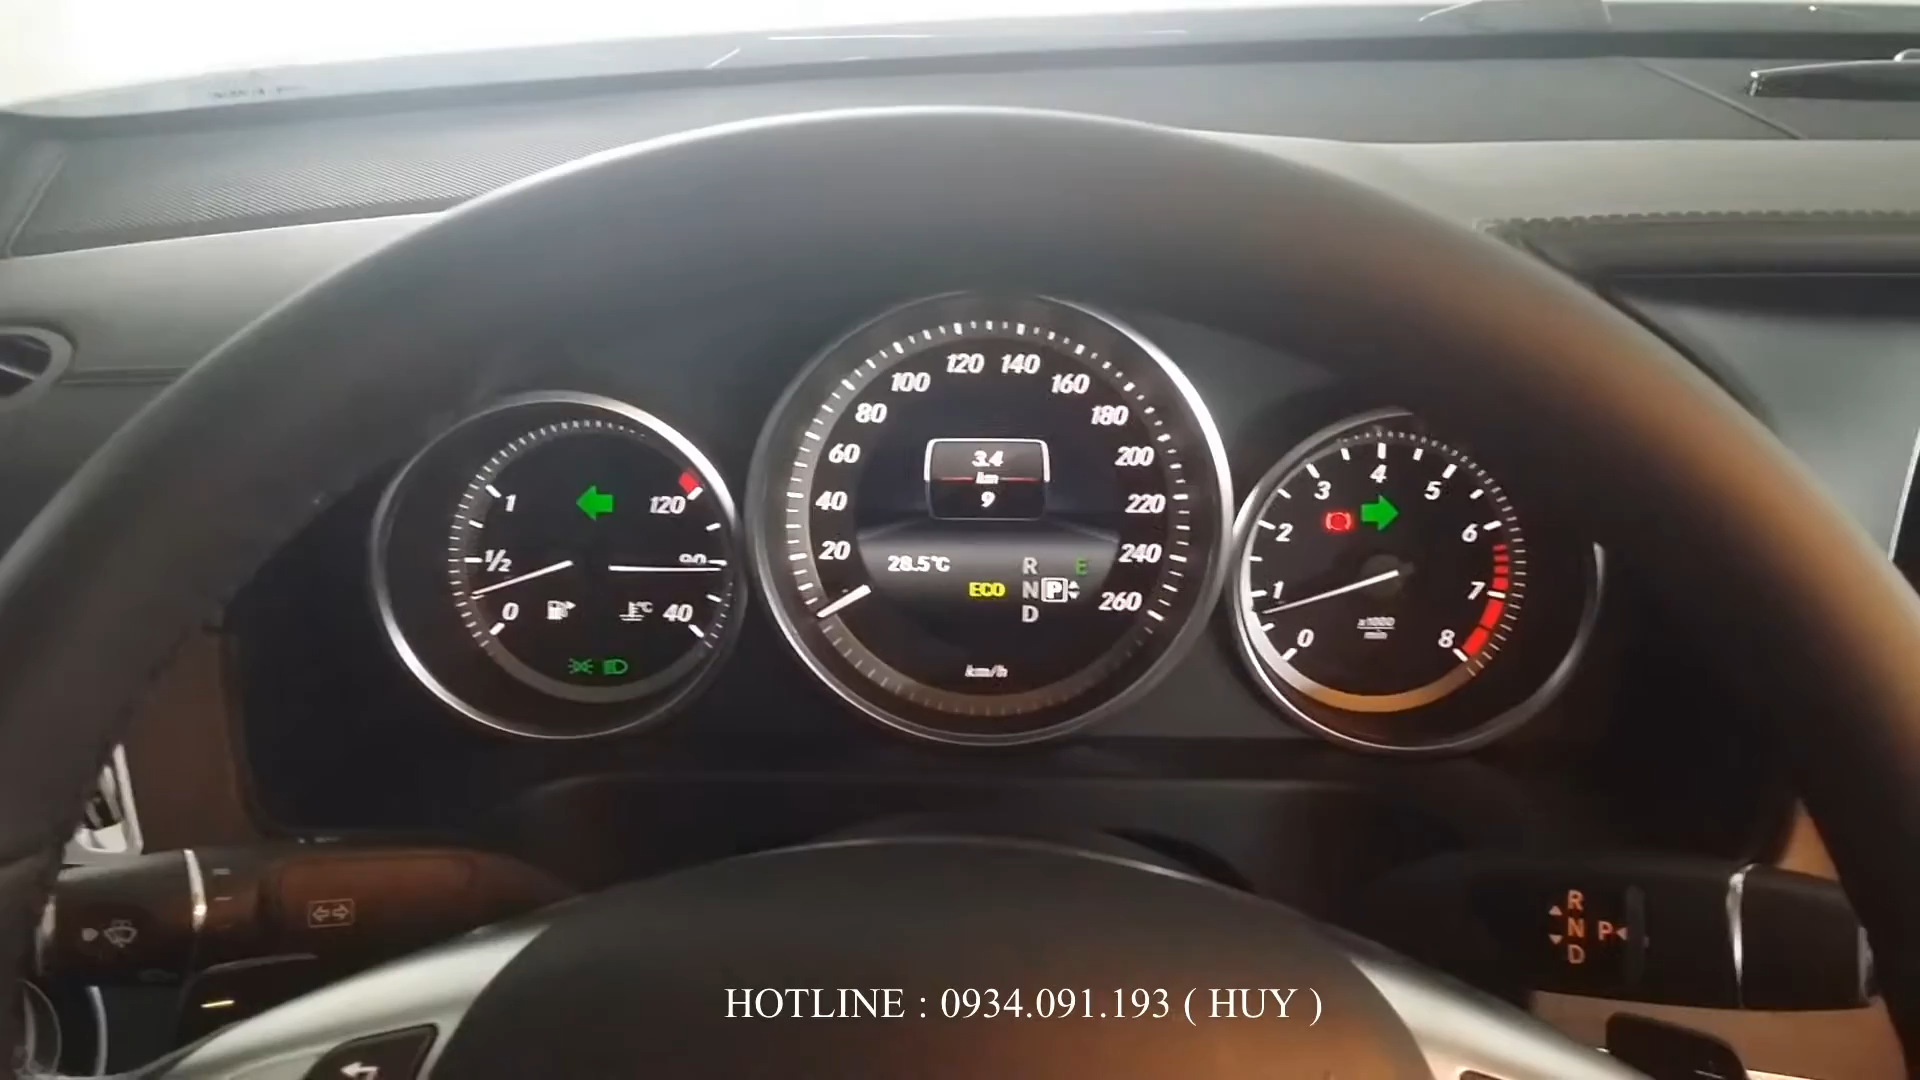 1
120
1/2
80
0
40
20
40
60
80
100
120
140
160
180
200
220
240
260
3.4
km
9
28.5°C
ECO
R
E
N P
D
km/h
0
1
2
3
4
5
6
7
8
x1000
min
R
N P
D
HOTLINE : 0934.091.193 ( HUY )